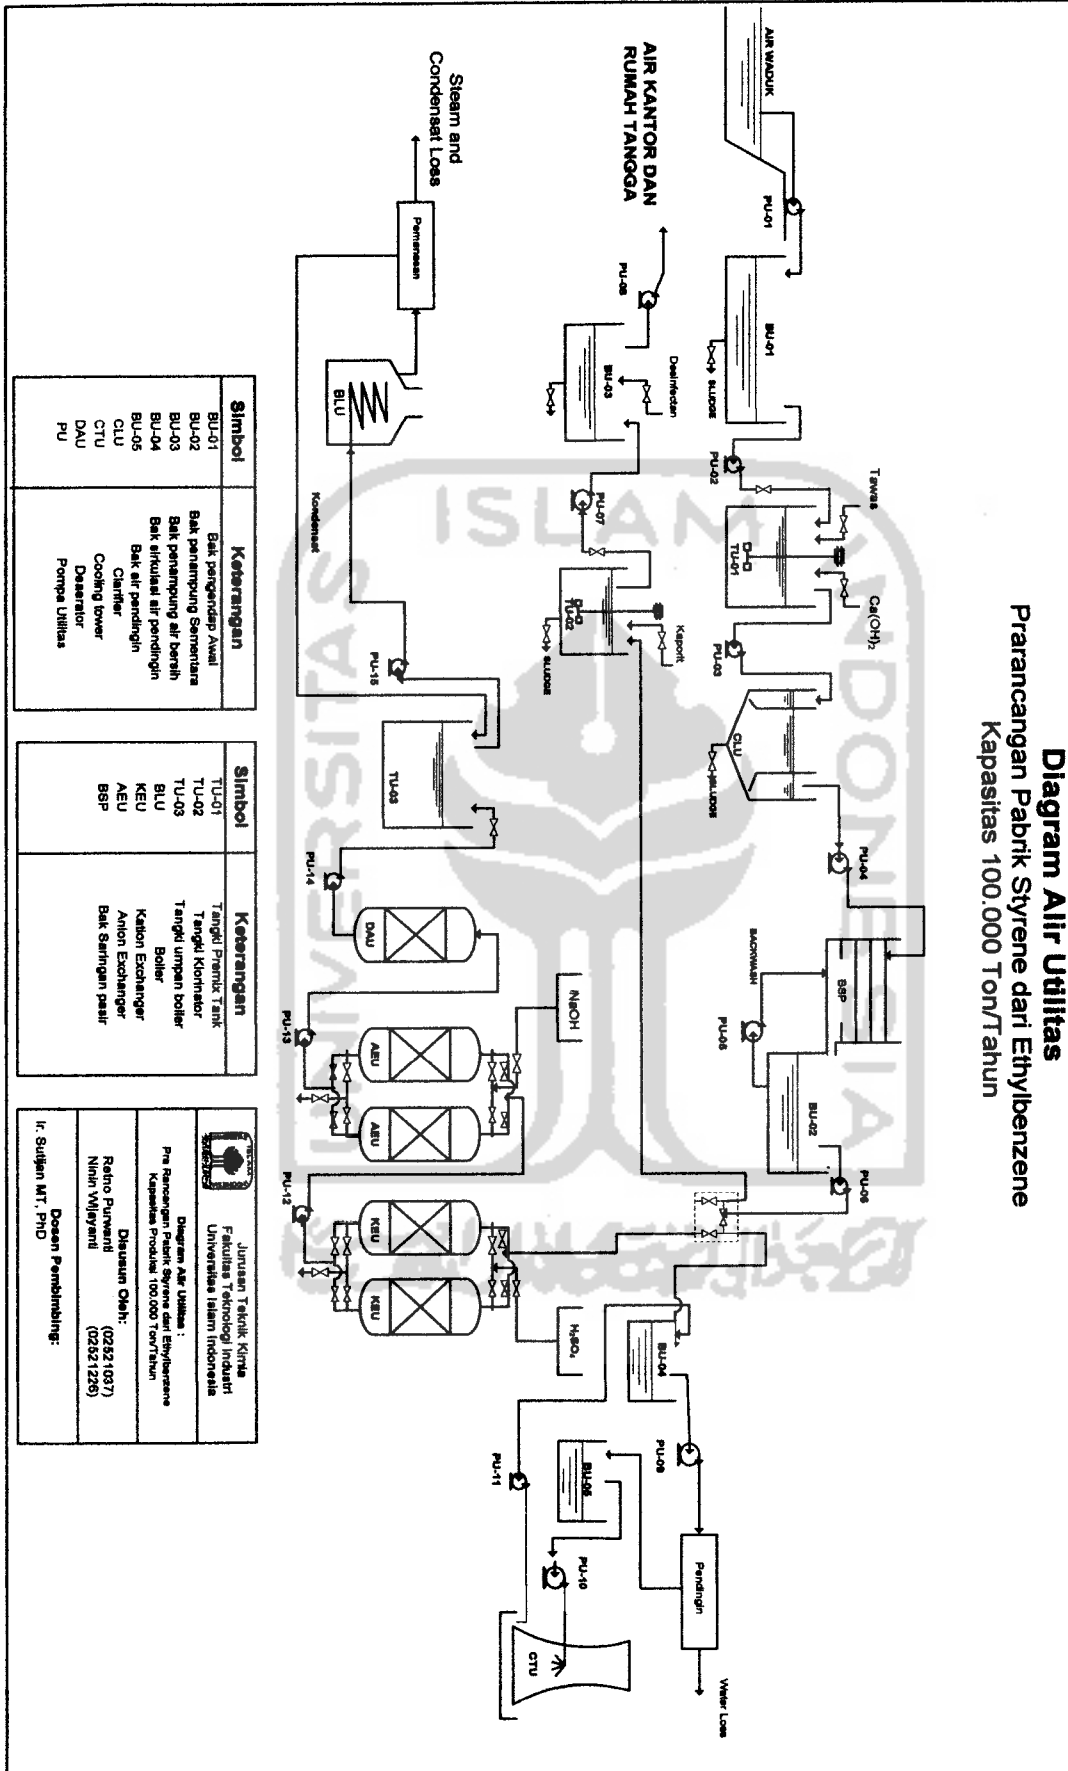 Diagram Alir Utilitas
Prarancangan Pabrik Styrene dari Ethylbenzene
Kapasitas 100.000 Ton/Tahun
AIR WADUK
PU-01
BU-01
SLUDGE
PU-02
Tawas
Ca(OH)₂
TU-01
PU-03
CLU
SLUDGE
PU-04
BSP
BACKWASH
PU-05
BU-02
PU-06
AIR KANTOR DAN
RUMAH TANGGA
PU-08
BU-03
Desinfectan
PU-07
TU-02
Kaporit
SLUDGE
BU-04
PU-09
Pendingin
Water Loss
BU-05
PU-10
PU-11
CTU
Steam and
Condensat Loss
Pemanasan
BLU
Kondensat
PU-15
TU-03
PU-14
DAU
PU-13
NaOH
AEU
AEU
PU-12
KEU
KEU
H₂SO₄
UNIVERSITAS ISLAM INDONESIA
Simbol Keterangan
BU-01 Bak pengendap Awal
BU-02 Bak penampung Sementara
BU-03 Bak penampung air bersih
BU-04 Bak sirkulasi air pendingin
BU-05 Bak air pendingin
CLU Clarifier
CTU Cooling tower
DAU Deaerator
PU Pompa Utilitas
Simbol Keterangan
TU-01 Tangki Premix Tank
TU-02 Tangki Klorinator
TU-03 Tangki umpan boiler
BLU Boiler
KEU Kation Exchanger
AEU Anion Exchanger
BSP Bak Saringan pasir
ISLAM
Jurusan Teknik Kimia
Fakultas Teknologi Industri
Universitas Islam Indonesia
Diagram Alir Utilitas :
Pra Rancangan Pabrik Styrene dari Ethylbenzene
Kapasitas Produksi 100.000 Ton/Tahun
Disusun Oleh:
Retno Purwanti (02521037)
Ninin Wijayanti (02521226)
Dosen Pembimbing:
Ir. Sutijan MT, PhD